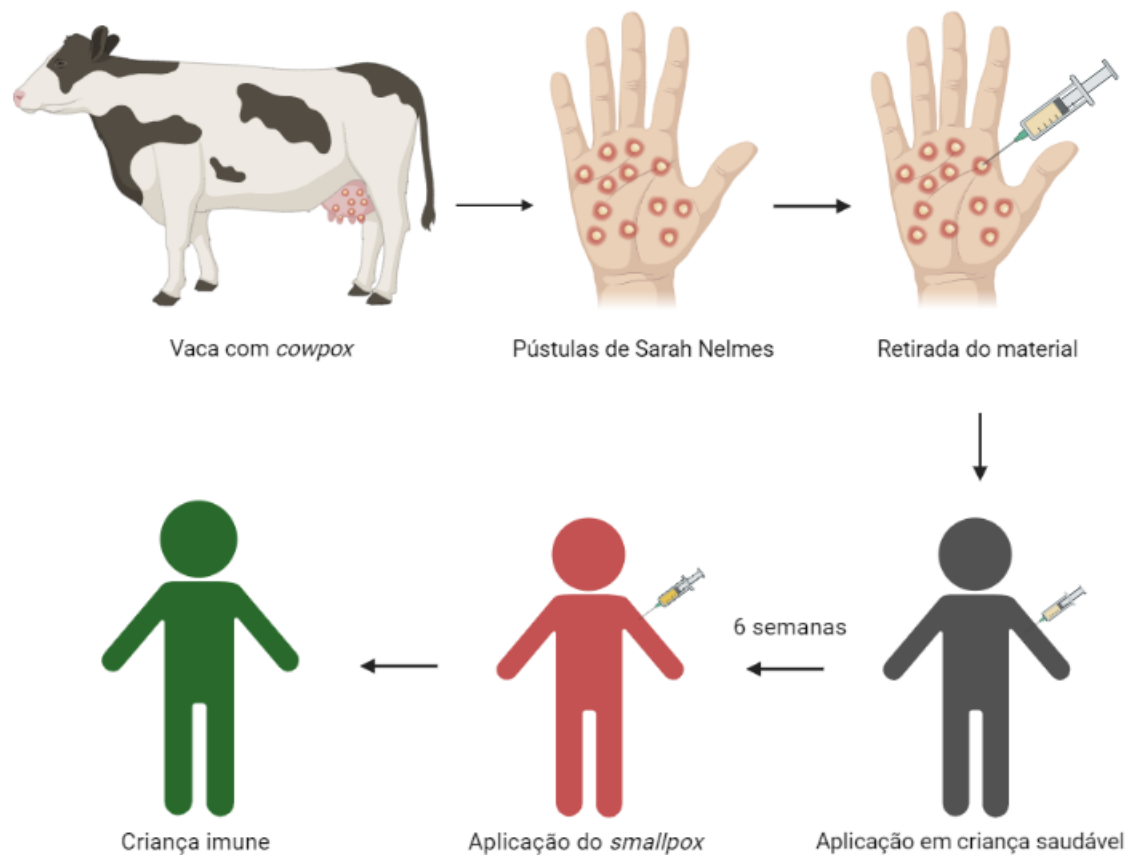 Vaca com cowpox
Pústulas de Sarah Nelmes
Retirada do material
6 semanas
Criança imune
Aplicação do smallpox
Aplicação em criança saudável